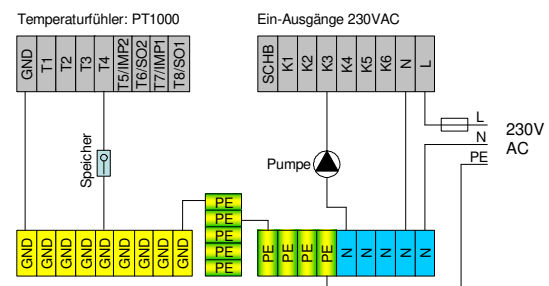 Temperaturfühler: PT1000
Ein-Ausgänge 230VAC
GND T1 T2 T3 T4 T5/IMP2 T6/SO2 T7/IMP1 T8/SO1
SCHB K1 K2 K3 K4 K5 K6 N L
L
N
PE
230V
AC
Speicher
Pumpe
PE
PE
PE
PE
PE
GND GND GND GND GND GND GND GND
PE PE PE PE N N N N